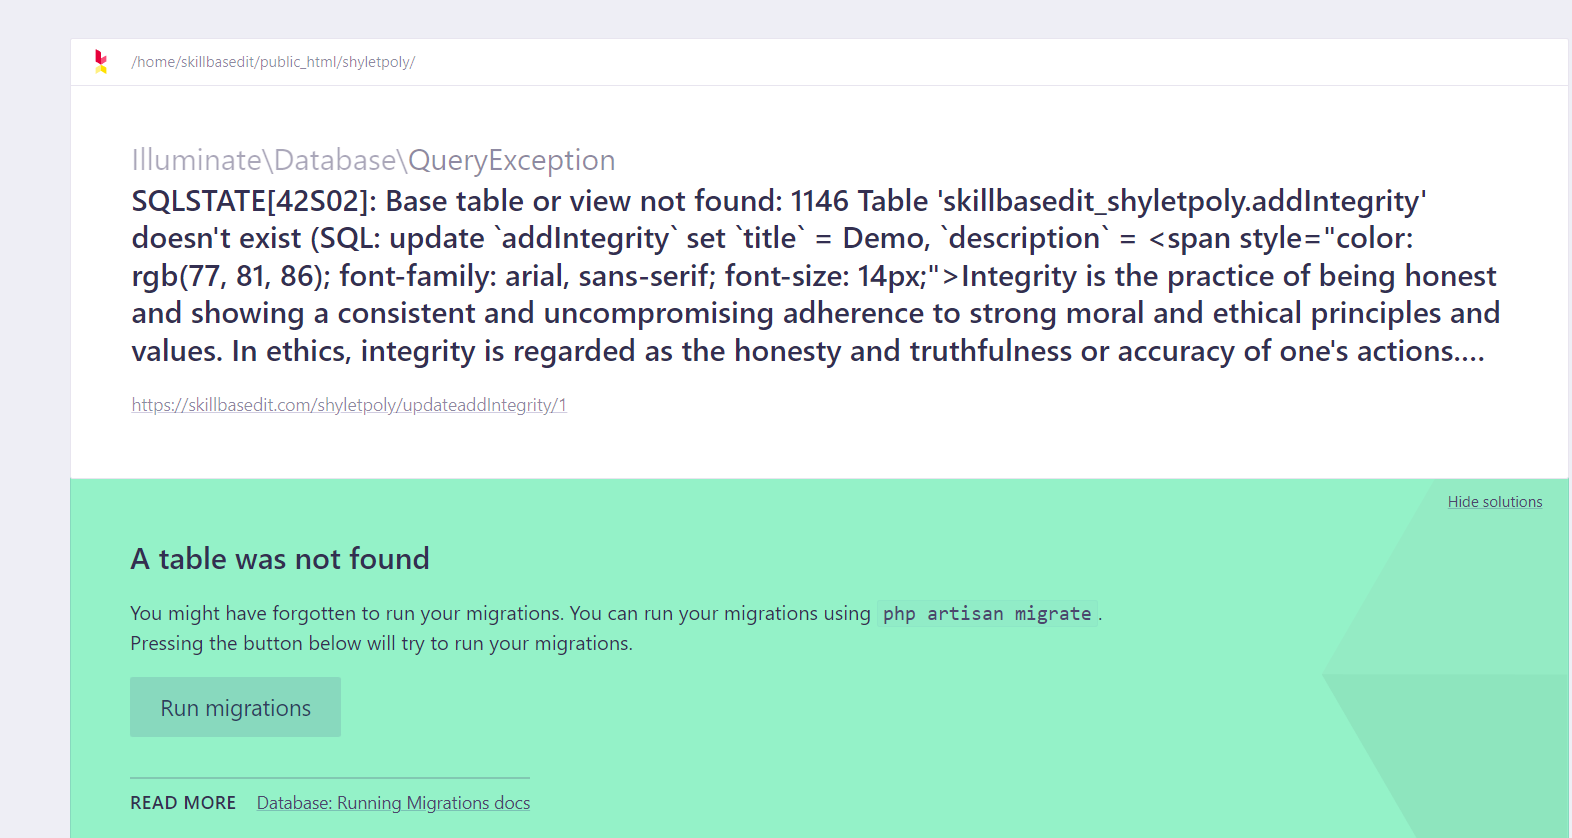 /home/skillbasedit/public_html/shyletpoly/
Illuminate\Database\QueryException
SQLSTATE[42S02]: Base table or view not found: 1146 Table 'skillbasedit_shyletpoly.addIntegrity'
doesn't exist (SQL: update `addIntegrity` set `title` = Demo, `description` = <span style="color:
rgb(77, 81, 86); font-family: arial, sans-serif; font-size: 14px;">Integrity is the practice of being honest
and showing a consistent and uncompromising adherence to strong moral and ethical principles and
values. In ethics, integrity is regarded as the honesty and truthfulness or accuracy of one's actions....
https://skillbasedit.com/shyletpoly/updateaddIntegrity/1
Hide solutions
A table was not found
You might have forgotten to run your migrations. You can run your migrations using php artisan migrate.
Pressing the button below will try to run your migrations.
Run migrations
READ MORE Database: Running Migrations docs